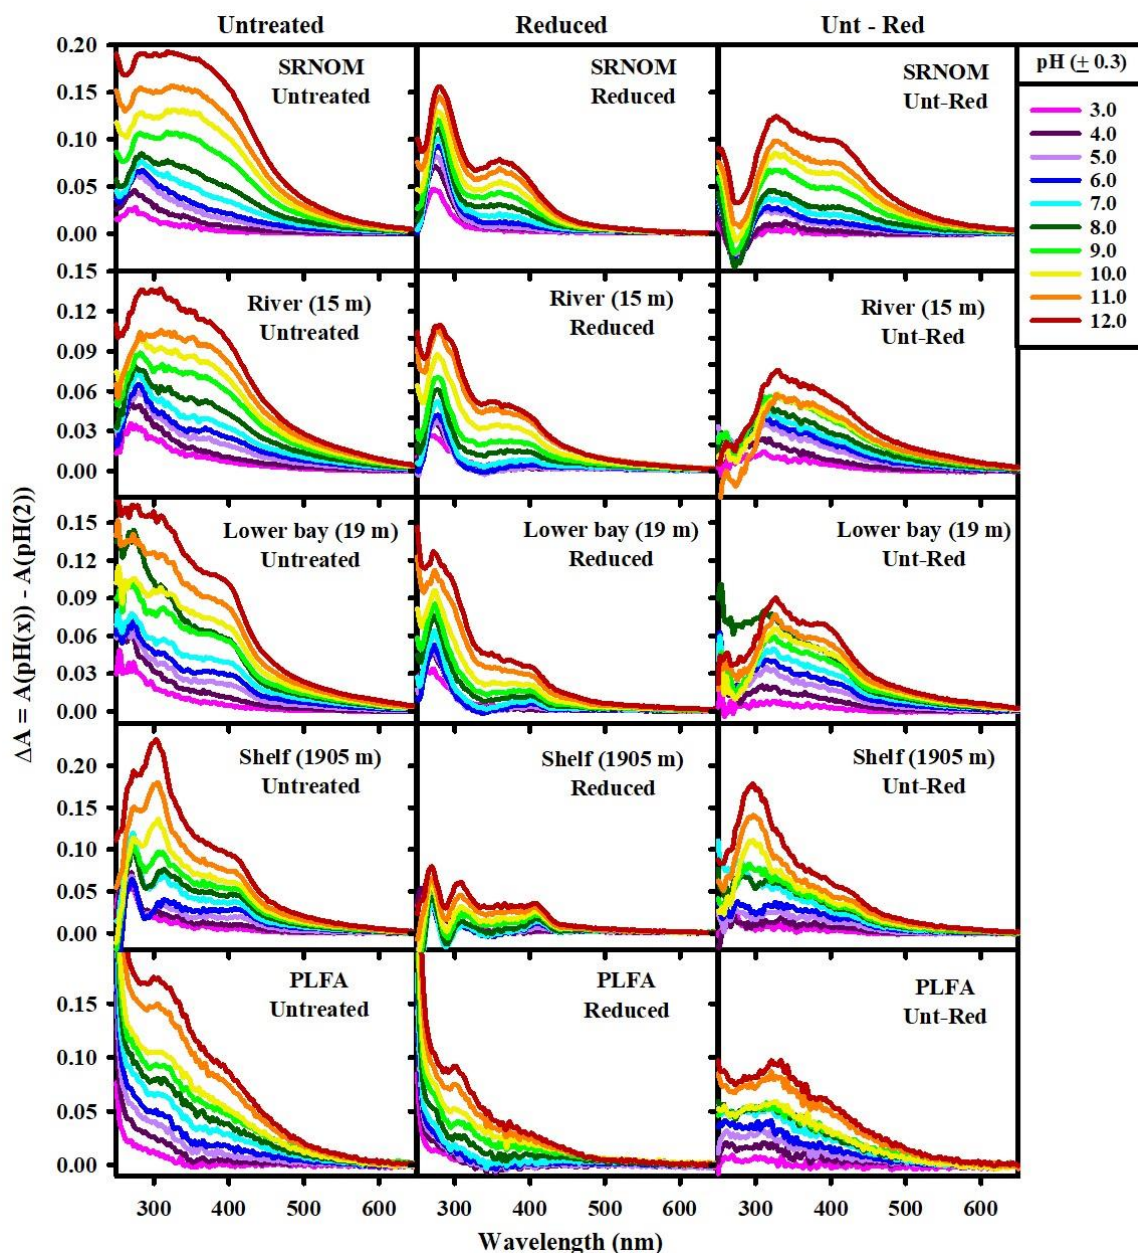 Untreated Reduced Unt - Red
0.20 SRNOM SRNOM SRNOM pH (± 0.3)
Untreated Reduced Unt-Red
0.15 3.0
4.0
0.10 5.0
6.0
0.05 7.0
8.0
0.00 9.0
10.0
11.0
12.0
0.15 River (15 m) River (15 m) River (15 m)
Untreated Reduced Unt-Red
0.12
0.09
0.06
0.03
0.00
ΔA = A(pH(x)) - A(pH(2))
0.15 Lower bay (19 m) Lower bay (19 m) Lower bay (19 m)
Untreated Reduced Unt-Red
0.12
0.09
0.06
0.03
0.00
Shelf (1905 m) Shelf (1905 m) Shelf (1905 m)
0.20 Untreated Reduced Unt-Red
0.15
0.10
0.05
0.00
PLFA PLFA PLFA
Untreated Reduced Unt-Red
0.15
0.10
0.05
0.00
300 400 500 600 300 400 500 600 300 400 500 600
Wavelength (nm)